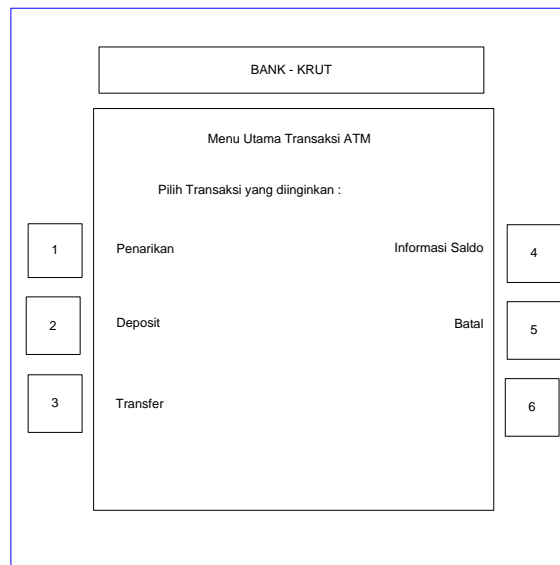 BANK - KRUT
Menu Utama Transaksi ATM
Pilih Transaksi yang diinginkan :
1 Penarikan Informasi Saldo 4
2 Deposit Batal 5
3 Transfer 6